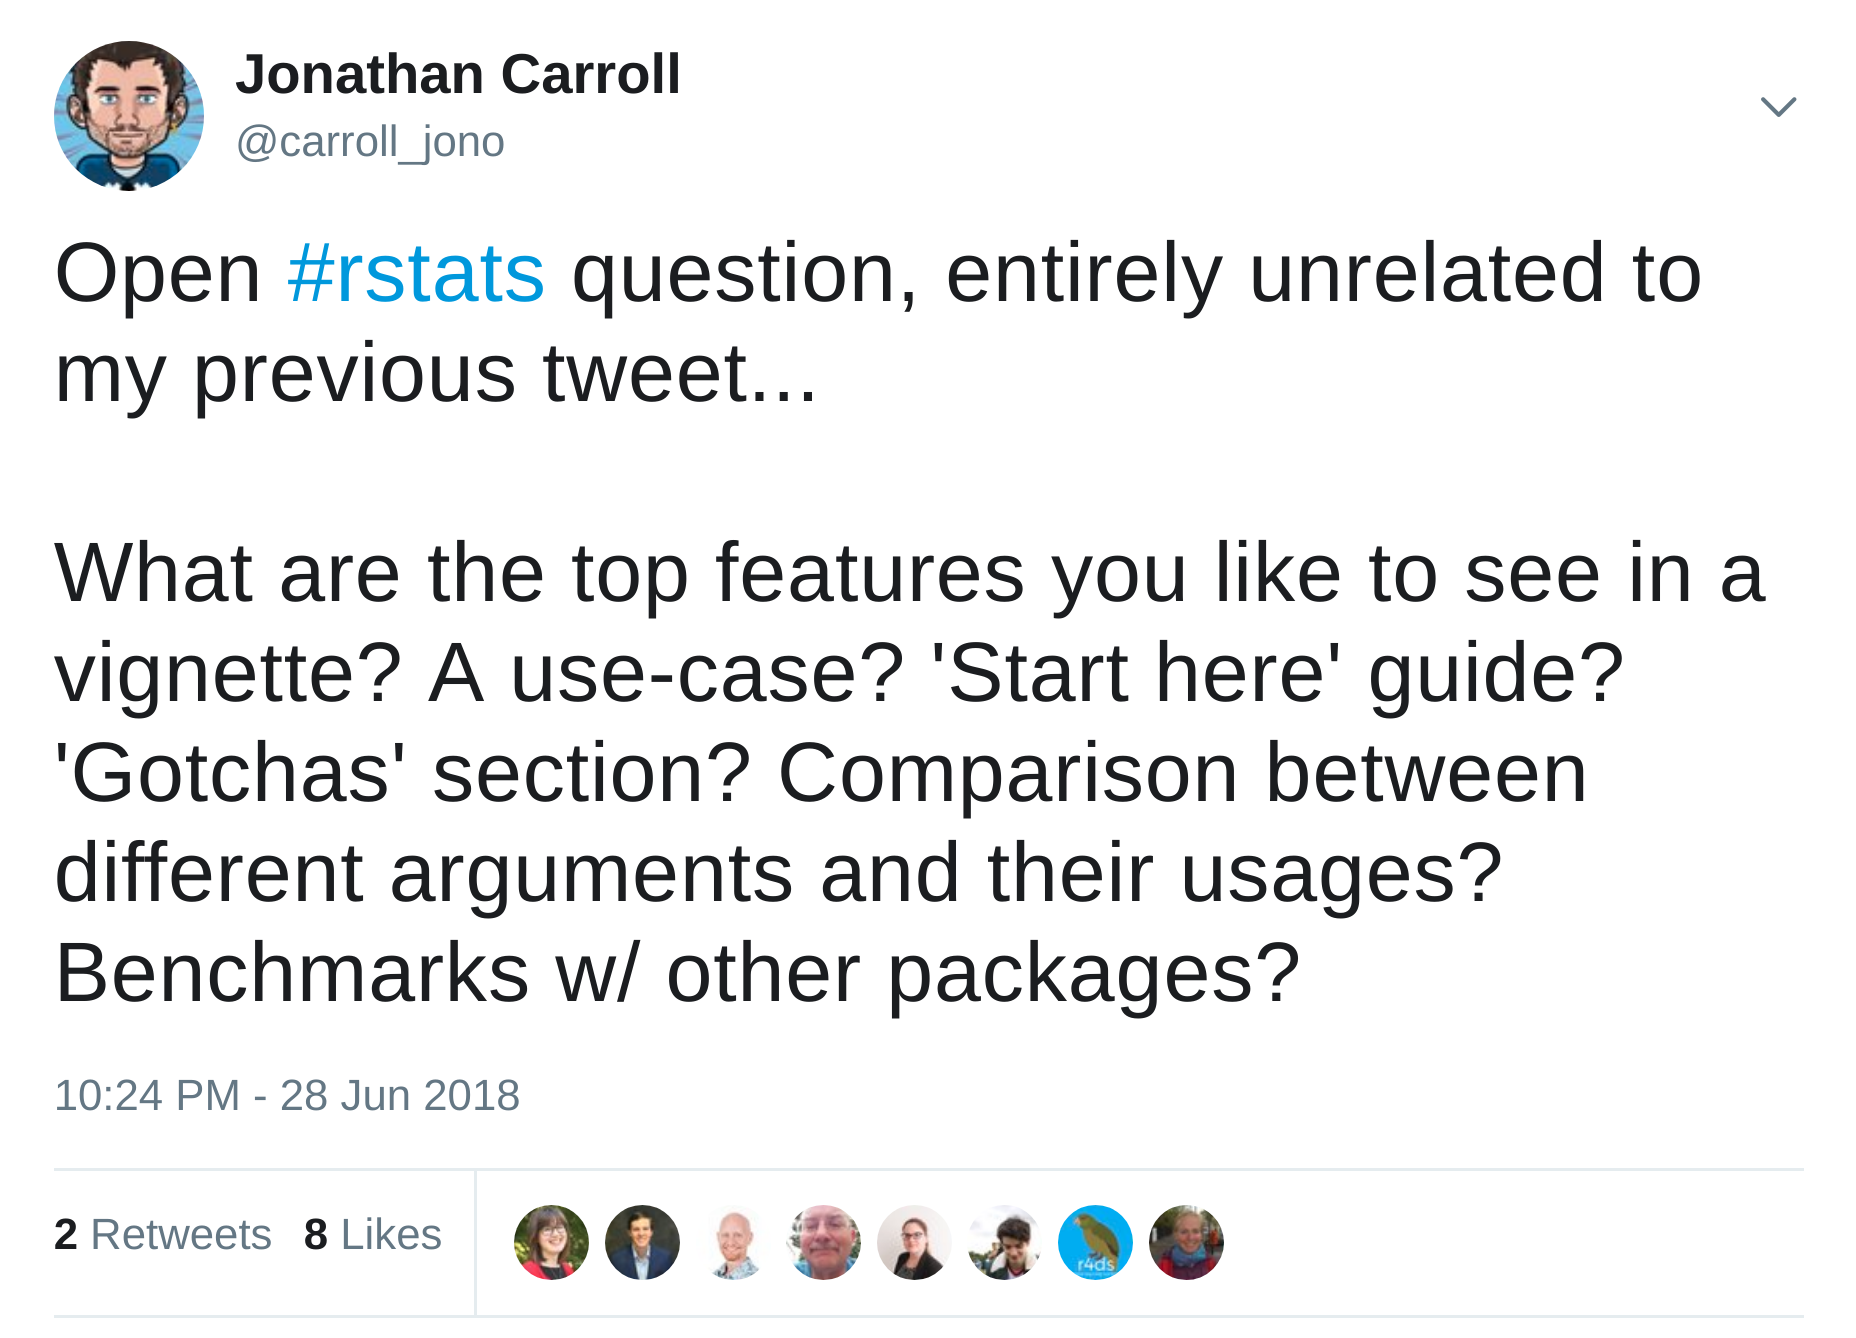 Jonathan Carroll
@carroll_jono
Open #rstats question, entirely unrelated to
my previous tweet...
What are the top features you like to see in a
vignette? A use-case? 'Start here' guide?
'Gotchas' section? Comparison between
different arguments and their usages?
Benchmarks w/ other packages?
10:24 PM - 28 Jun 2018
2 Retweets 8 Likes
r4ds